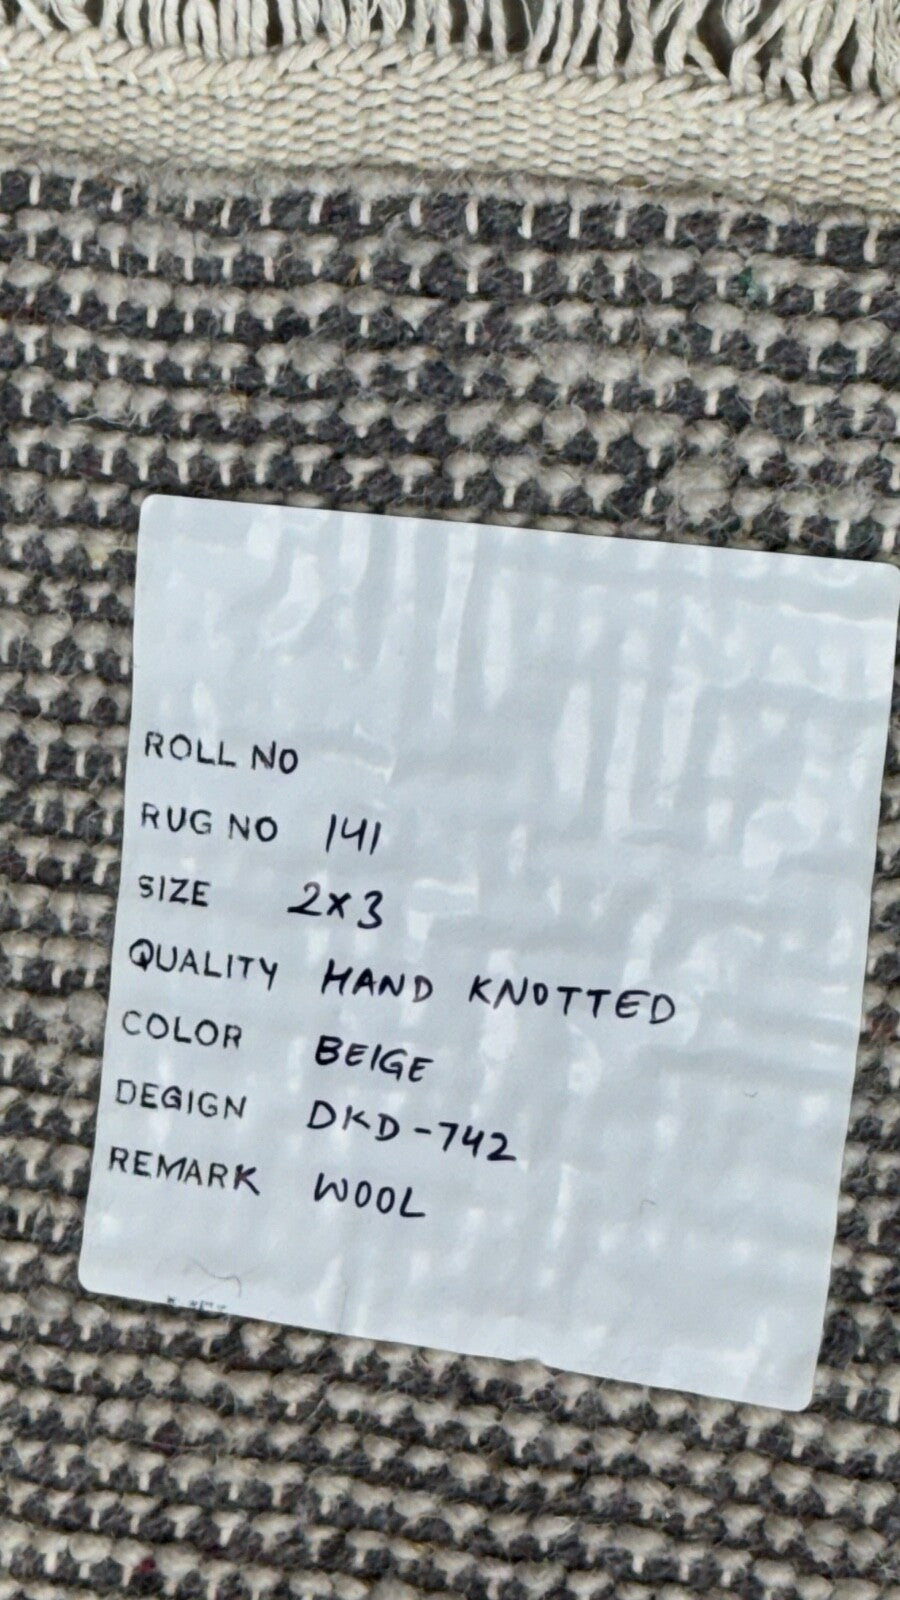 ROLL NO
RUG NO 141
SIZE 2x3
QUALITY HAND KNOTTED
COLOR BEIGE
DEGIGN DKD-742
REMARK WOOL